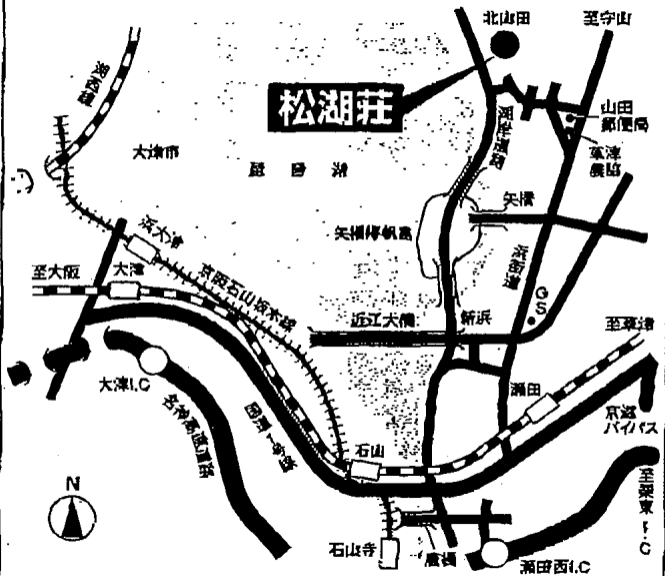 北山田
至守山
松湖荘
湖西線
山田
郵便局
草津
農協
大津市
琵琶湖
湖岸道路
矢橋
矢橋帰帆島
浜大津
浜街道
至大阪
大津
京阪石山坂本線
G.S.
近江大橋
新浜
至草津
大津I.C
瀬田
名神高速道路
国道1号線
京滋
バイパス
石山
至栗東I.C
N
石山寺
唐橋
瀬田西I.C